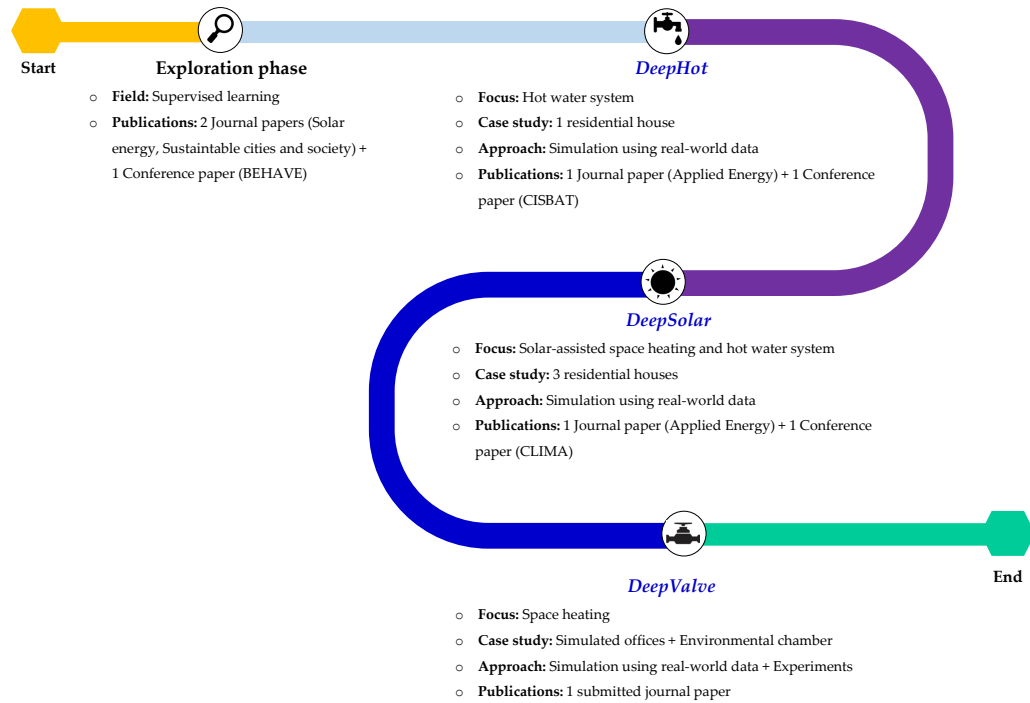 Start
Exploration phase
o Field: Supervised learning
o Publications: 2 Journal papers (Solar
energy, Sustaintable cities and society) +
1 Conference paper (BEHAVE)
DeepHot
o Focus: Hot water system
o Case study: 1 residential house
o Approach: Simulation using real-world data
o Publications: 1 Journal paper (Applied Energy) + 1 Conference
paper (CISBAT)
DeepSolar
o Focus: Solar-assisted space heating and hot water system
o Case study: 3 residential houses
o Approach: Simulation using real-world data
o Publications: 1 Journal paper (Applied Energy) + 1 Conference
paper (CLIMA)
End
DeepValve
o Focus: Space heating
o Case study: Simulated offices + Environmental chamber
o Approach: Simulation using real-world data + Experiments
o Publications: 1 submitted journal paper